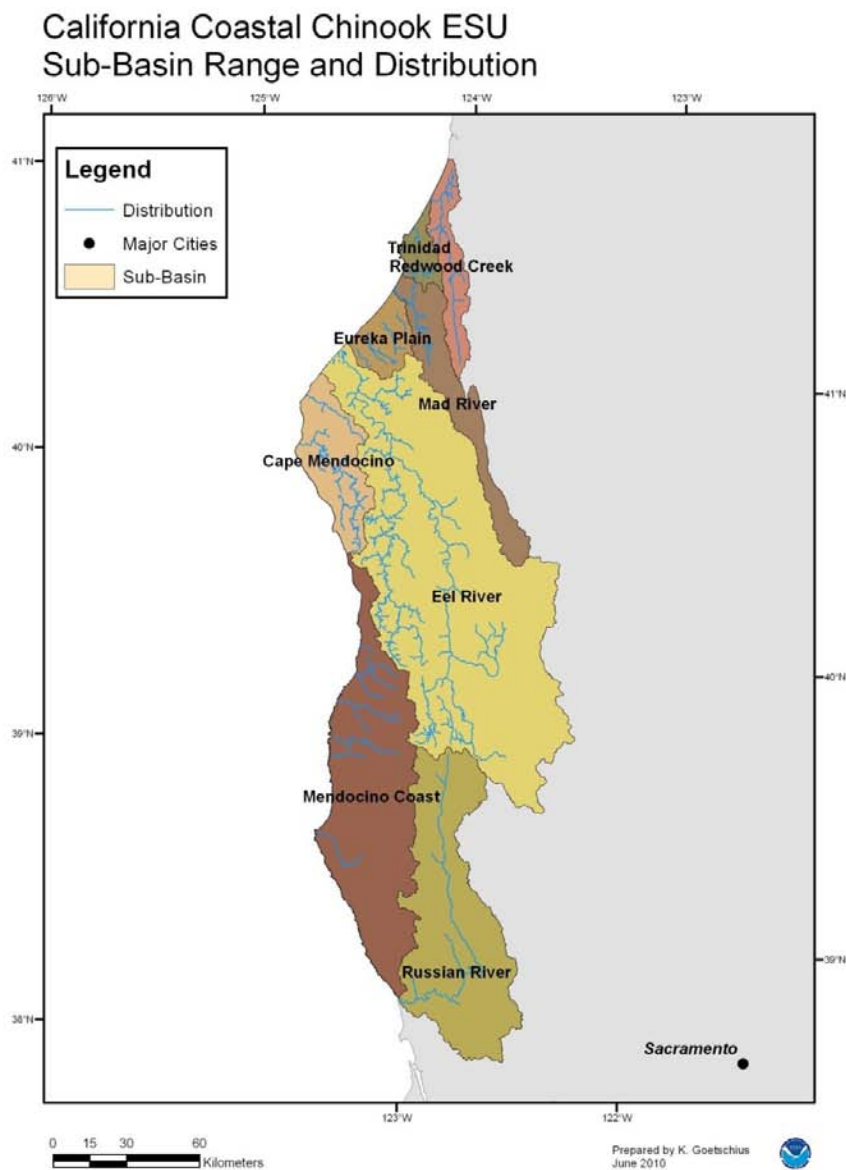 California Coastal Chinook ESU
Sub-Basin Range and Distribution
126°W 125°W 124°W 123°W
41°N
Legend
Distribution
Major Cities
Sub-Basin
Trinidad
Redwood Creek
Eureka Plain
41°N
Mad River
40°N
Cape Mendocino
Eel River
40°N
39°N
Mendocino Coast
39°N
Russian River
38°N
Sacramento
123°W 122°W
0 15 30 60
Kilometers
Prepared by K. Goetschius
June 2010